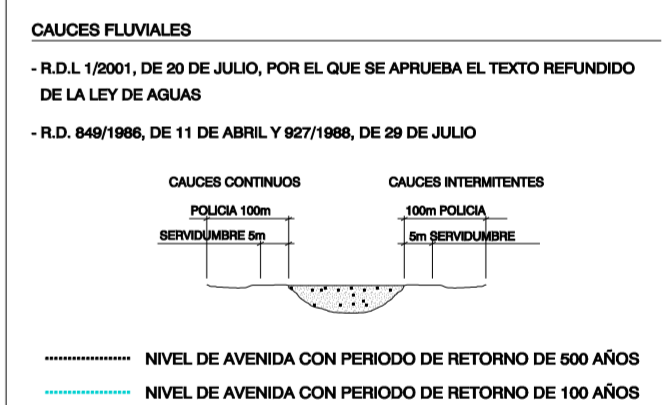 CAUCES FLUVIALES
- R.D.L 1/2001, DE 20 DE JULIO, POR EL QUE SE APRUEBA EL TEXTO REFUNDIDO
DE LA LEY DE AGUAS
- R.D. 849/1986, DE 11 DE ABRIL Y 927/1988, DE 29 DE JULIO
CAUCES CONTINUOS CAUCES INTERMITENTES
POLICIA 100m 100m POLICIA
SERVIDUMBRE 5m 5m SERVIDUMBRE
NIVEL DE AVENIDA CON PERIODO DE RETORNO DE 500 AÑOS
NIVEL DE AVENIDA CON PERIODO DE RETORNO DE 100 AÑOS